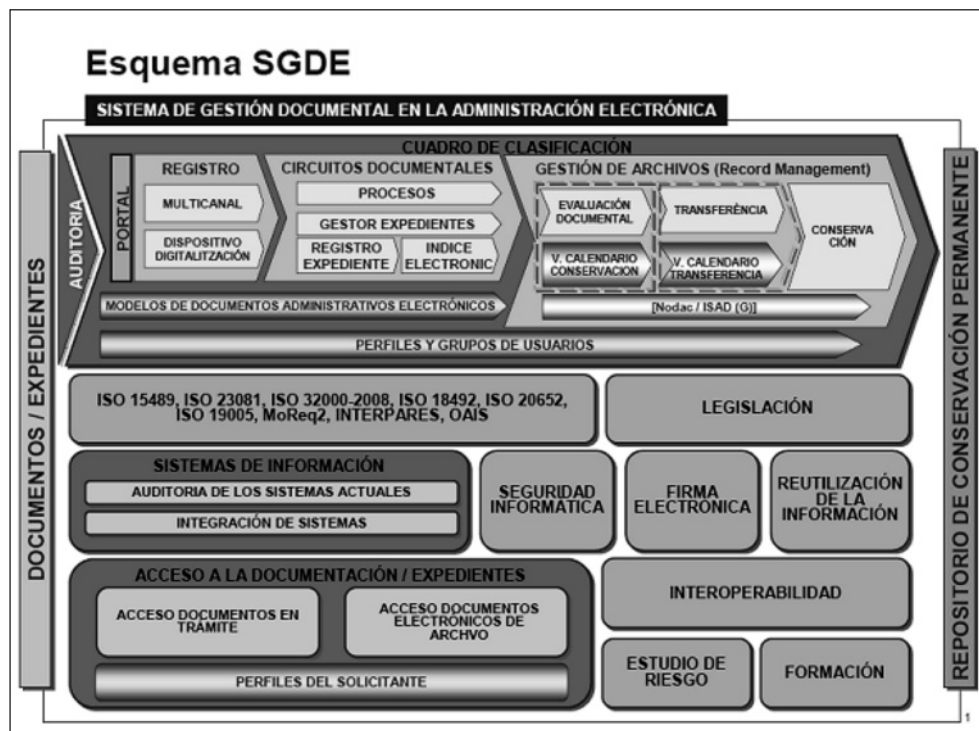 Esquema SGDE
SISTEMA DE GESTIÓN DOCUMENTAL EN LA ADMINISTRACIÓN ELECTRÓNICA
DOCUMENTOS / EXPEDIENTES
AUDITORIA
CUADRO DE CLASIFICACIÓN
PORTAL
REGISTRO
MULTICANAL
DISPOSITIVO
DIGITALITZACIÓN
CIRCUITOS DOCUMENTALES
PROCESOS
GESTOR EXPEDIENTES
REGISTRO
EXPEDIENTE
INDICE
ELECTRONIC
GESTIÓN DE ARCHIVOS (Record Management)
EVALUACIÓN
DOCUMENTAL
TRANSFERÈNCIA
V. CALENDARIO
CONSERVACION
V. CALENDARIO
TRANSFERENCIA
CONSERVA
CIÓN
MODELOS DE DOCUMENTOS ADMINISTRATIVOS ELECTRÓNICOS
[Nodac / ISAD (G)]
PERFILES Y GRUPOS DE USUARIOS
ISO 15489, ISO 23081, ISO 32000-2008, ISO 18492, ISO 20652,
ISO 19005, MoReq2, INTERPARES, OAIS
LEGISLACIÓN
SISTEMAS DE INFORMACIÓN
AUDITORIA DE LOS SISTEMAS ACTUALES
INTEGRACIÓN DE SISTEMAS
SEGURIDAD
INFORMÀTICA
FIRMA
ELECTRÓNICA
REUTILIZACIÓN
DE LA
INFORMACIÓN
ACCESO A LA DOCUMENTACIÓN / EXPEDIENTES
ACCESO DOCUMENTOS EN
TRÁMITE
ACCESO DOCUMENTOS
ELECTRÓNICOS DE
ARCHVO
PERFILES DEL SOLICITANTE
INTEROPERABILIDAD
ESTUDIO DE
RIESGO
FORMACIÓN
REPOSITORIO DE CONSERVACIÓN PERMANENTE
1